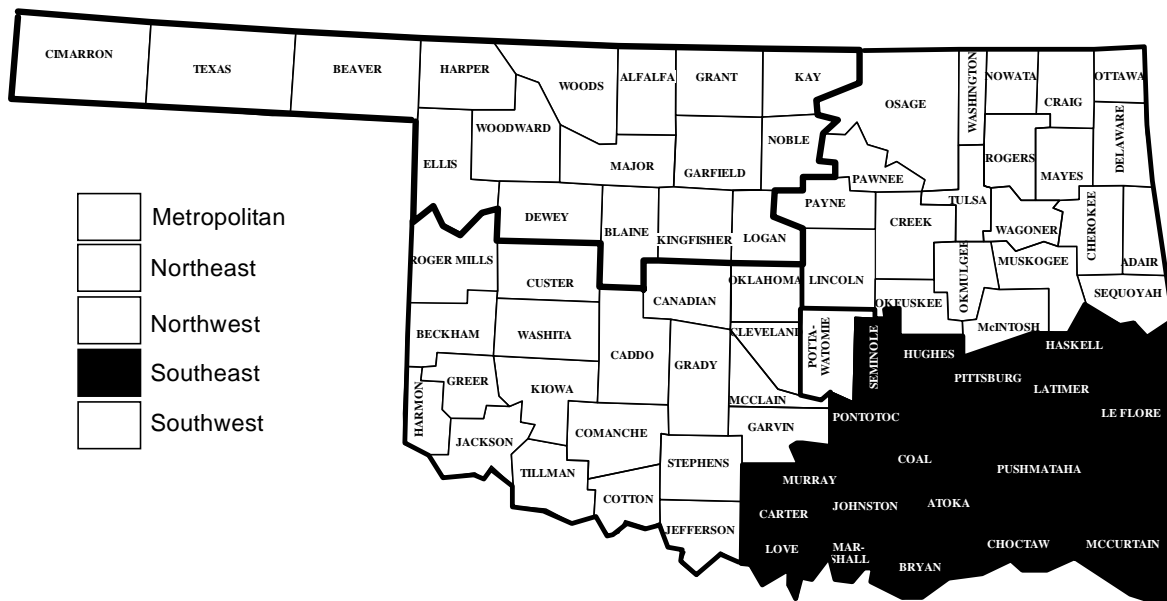 CIMARRON
TEXAS
BEAVER
HARPER
WOODS
ALFALFA
GRANT
KAY
OSAGE
WASHINGTON
NOWATA
CRAIG
OTTAWA
DELAWARE
WOODWARD
ELLIS
MAJOR
GARFIELD
NOBLE
PAWNEE
ROGERS
MAYES
DEWEY
BLAINE
KINGFISHER
LOGAN
PAYNE
CREEK
TULSA
WAGONER
CHEROKEE
ADAIR
Metropolitan
Northeast
Northwest
Southeast
Southwest
ROGER MILLS
CUSTER
CANADIAN
OKLAHOMA
LINCOLN
OKFUSKEE
OKMULGEE
MUSKOGEE
SEQUOYAH
McINTOSH
BECKHAM
WASHITA
CADDO
GRADY
CLEVELAND
POTTA-
WATOMIE
SEMINOLE
HUGHES
HASKELL
PITTSBURG
LATIMER
LE FLORE
HARMON
GREER
KIOWA
MCCLAIN
GARVIN
PONTOTOC
JACKSON
COMANCHE
STEPHENS
COAL
PUSHMATAHA
TILLMAN
COTTON
MURRAY
JOHNSTON
ATOKA
CARTER
JEFFERSON
LOVE
MAR-
SHALL
BRYAN
CHOCTAW
MCCURTAIN